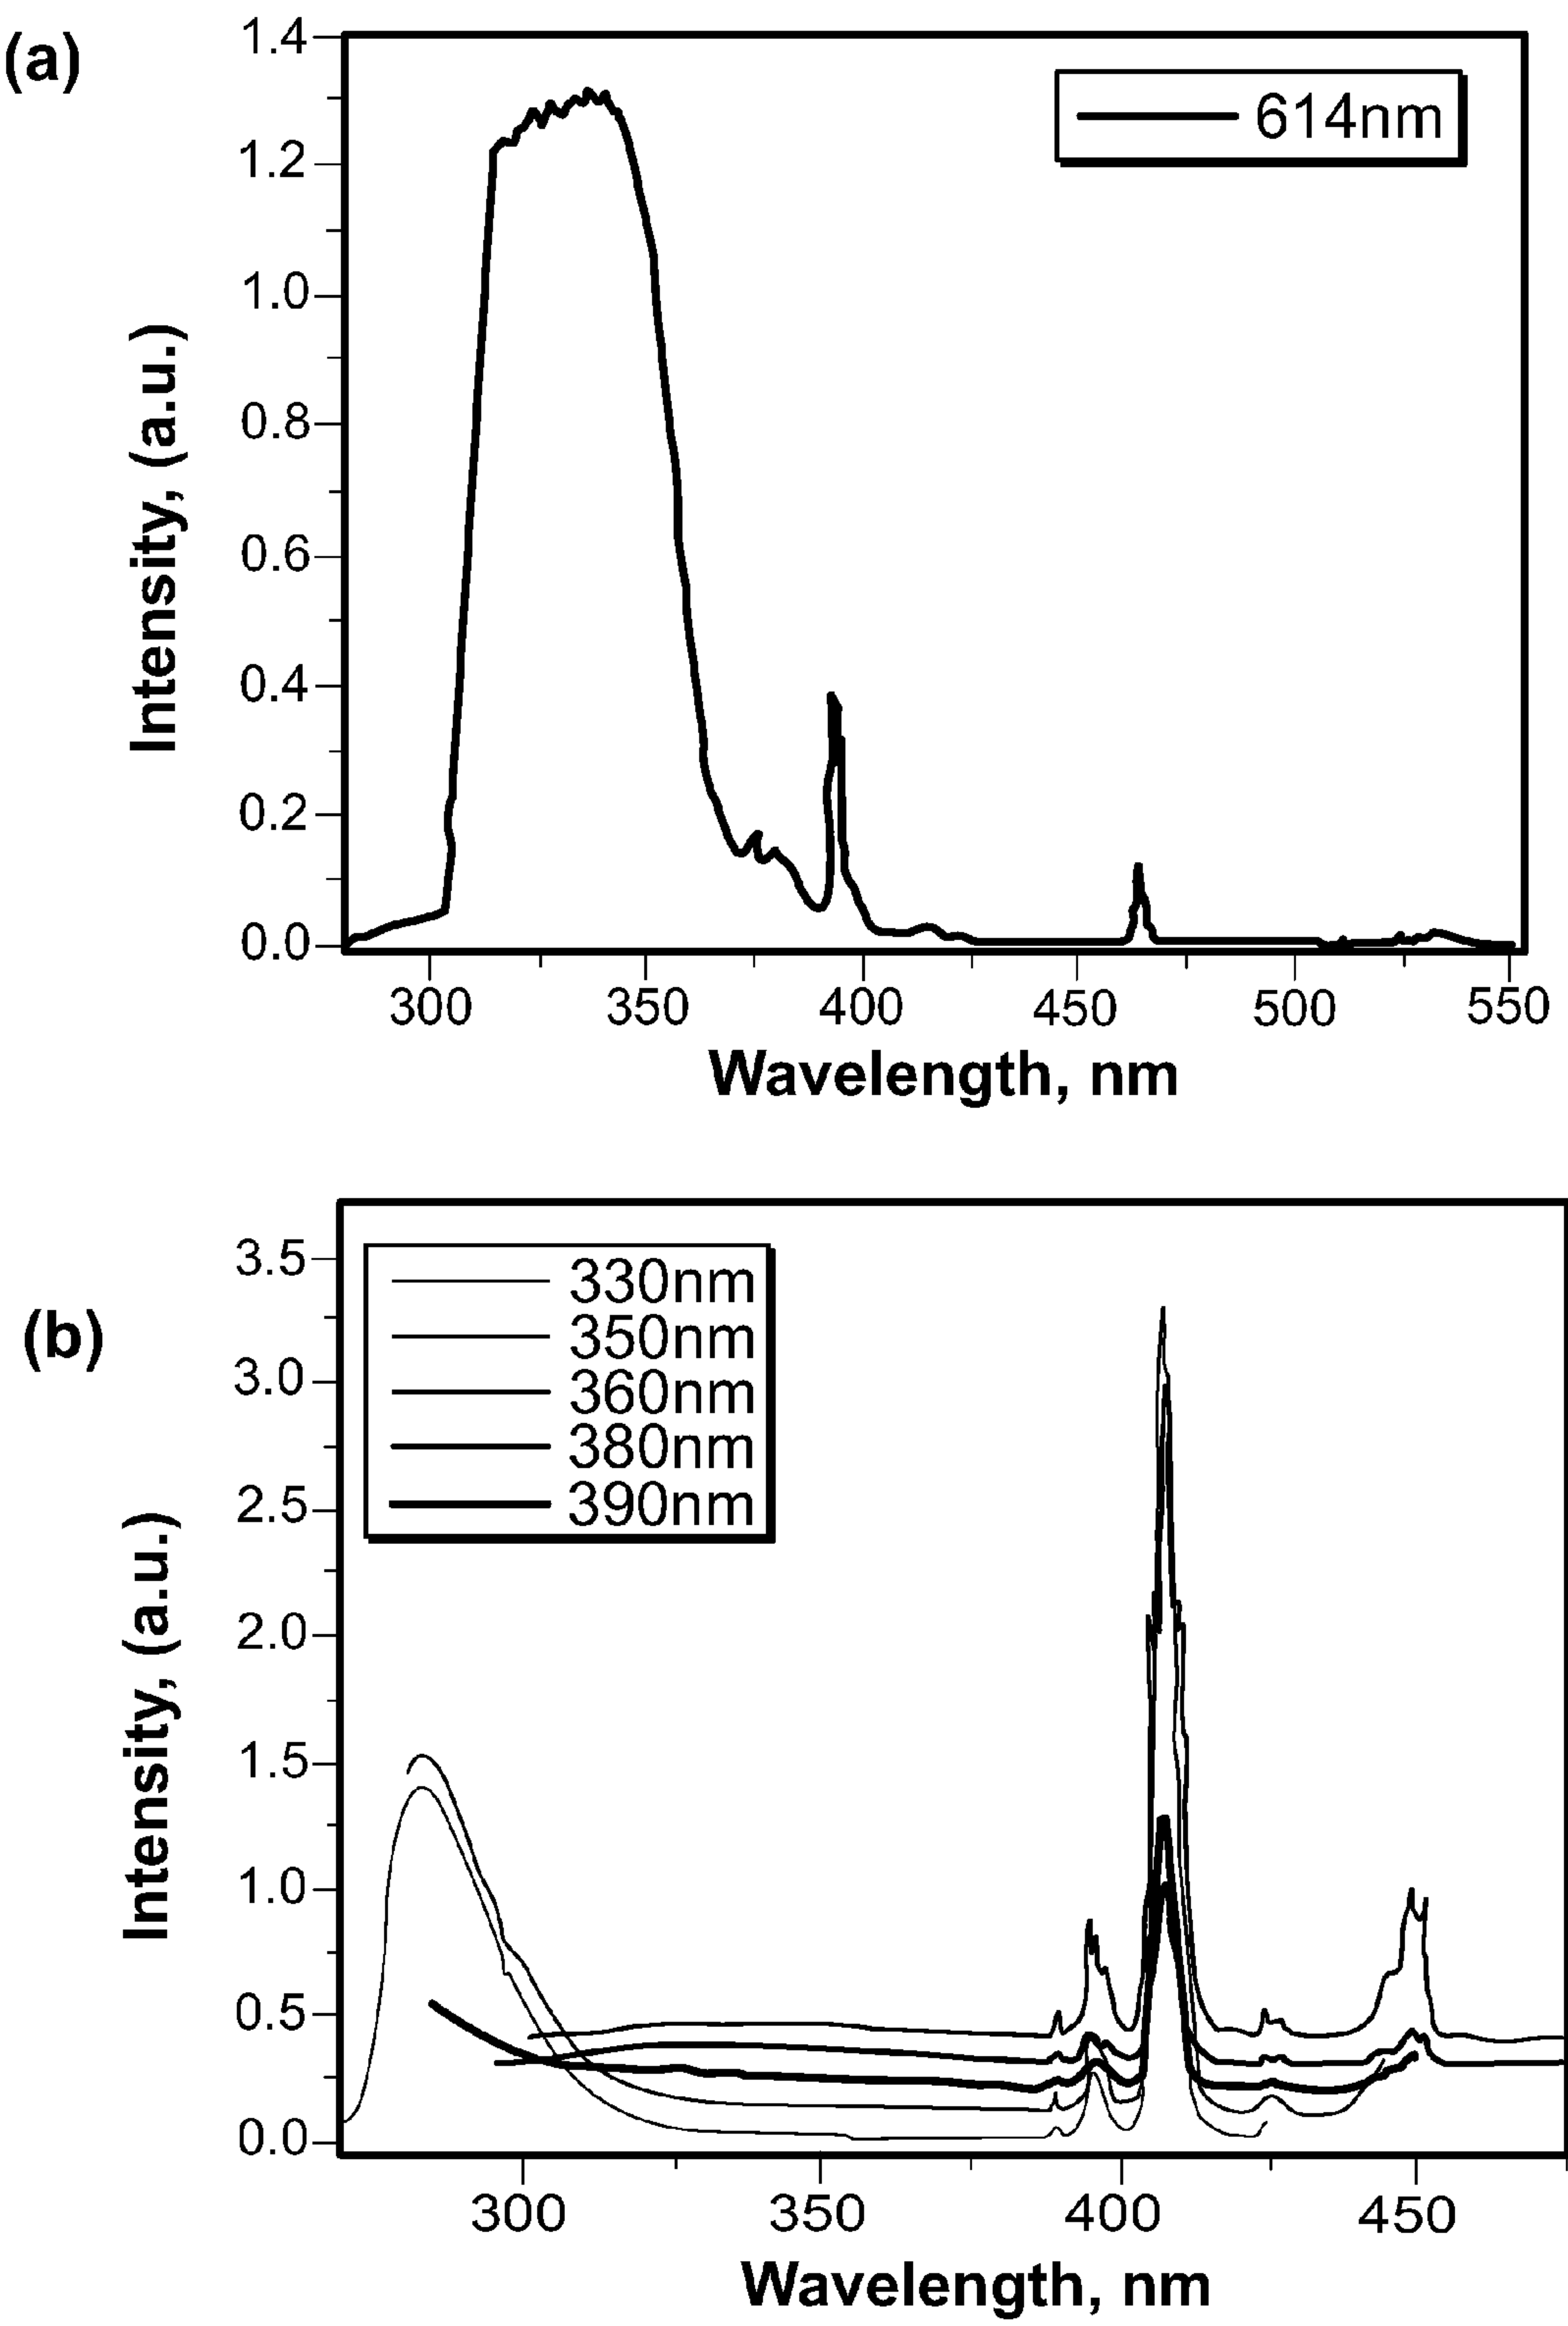 (a)
1.4
1.2
1.0
0.8
0.6
0.4
0.2
0.0
Intensity, (a.u.)
614nm
300 350 400 450 500 550
Wavelength, nm
(b)
3.5
3.0
2.5
2.0
1.5
1.0
0.5
0.0
Intensity, (a.u.)
330nm
350nm
360nm
380nm
390nm
300 350 400 450
Wavelength, nm